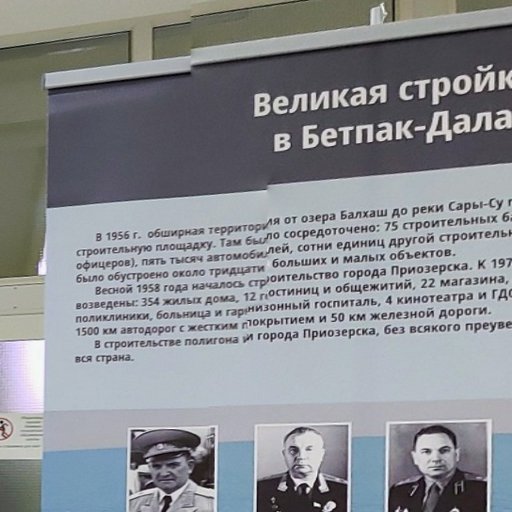 Великая стройк
в Бетпак-Дала
В 1956 г. обширная территория от озера Балхаш до реки Сары-Су п
строительную площадку. Там было сосредоточено: 75 строительных ба
офицеров), пять тысяч автомобилей, сотни единиц другой строительн
было обустроено около тридцати больших и малых объектов.
Весной 1958 года началось строительство города Приозерска. К 197
возведены: 354 жилых дома, 12 гостиниц и общежитий, 22 магазина,
поликлиники, больница и гарнизонный госпиталь, 4 кинотеатра и ГДО
1500 км автодорог с жестким покрытием и 50 км железной дороги.
В строительстве полигона и города Приозерска, без всякого преуве
вся страна.